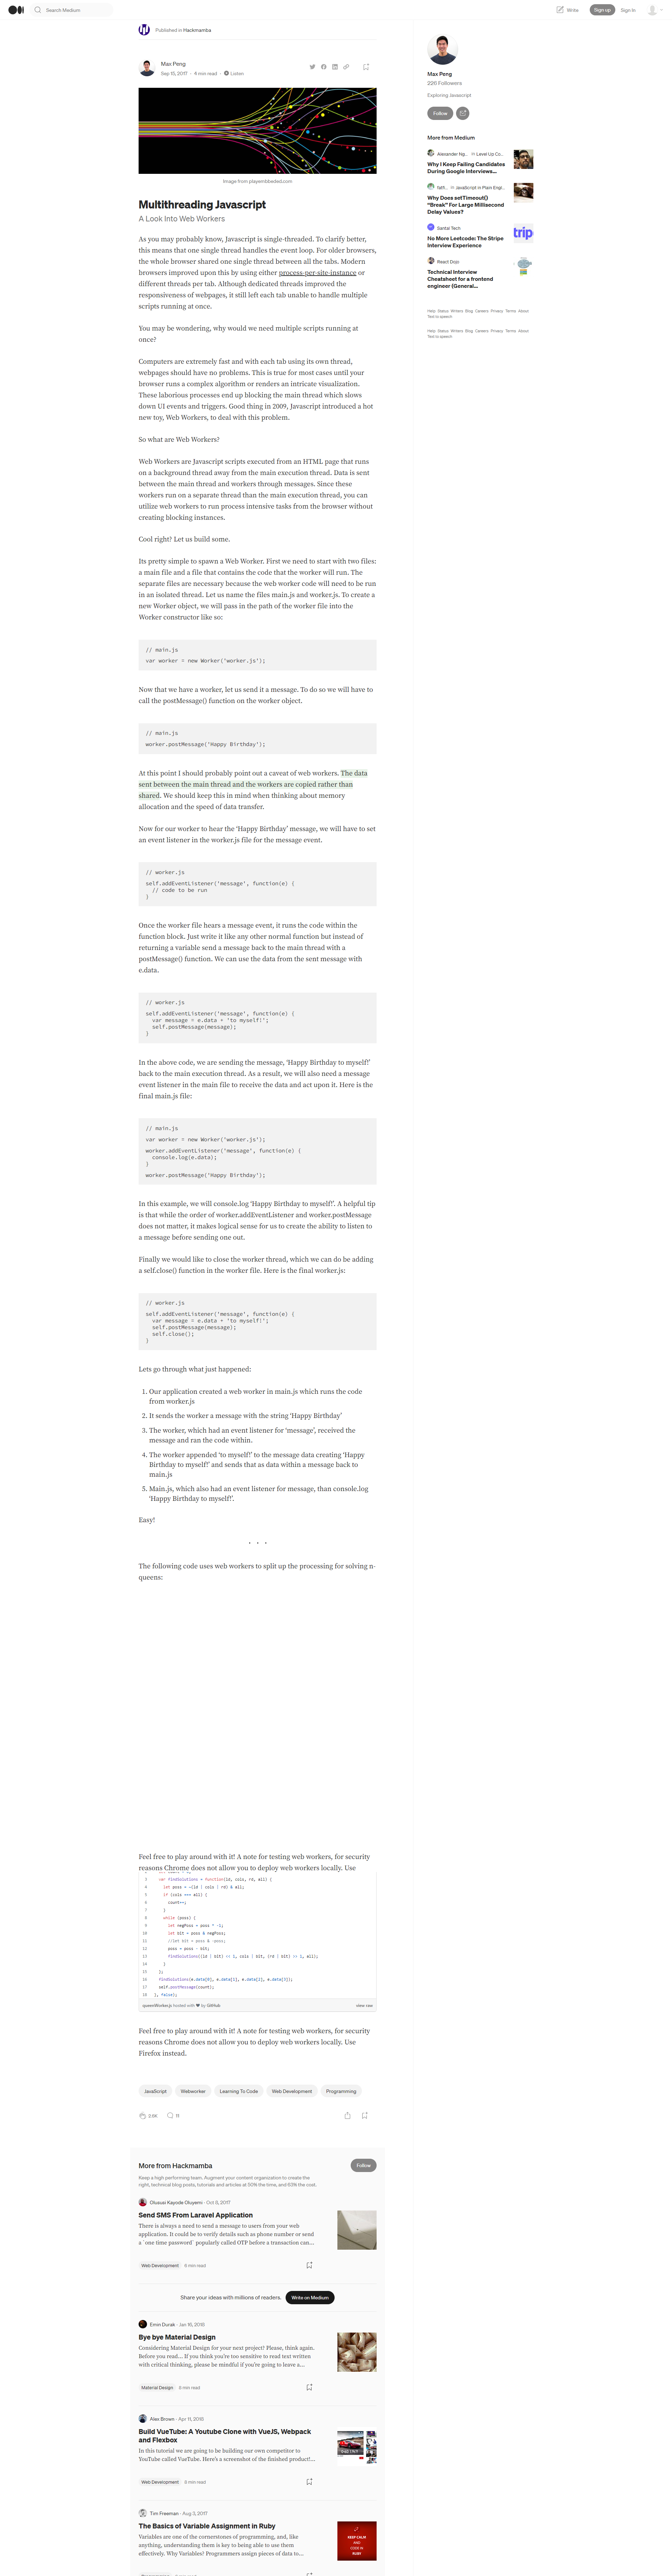 Search Medium
Write
Sign up
Sign In
Published in Hackmamba
Max Peng
Sep 15, 2017 · 4 min read · Listen
Image from playembbeded.com
Multithreading Javascript
A Look Into Web Workers
As you may probably know, Javascript is single-threaded. To clarify better,
this means that one single thread handles the event loop. For older browsers,
the whole browser shared one single thread between all the tabs. Modern
browsers improved upon this by using either process-per-site-instance or
different threads per tab. Although dedicated threads improved the
responsiveness of webpages, it still left each tab unable to handle multiple
scripts running at once.
You may be wondering, why would we need multiple scripts running at
once?
Computers are extremely fast and with each tab using its own thread,
webpages should have no problems. This is true for most cases until your
browser runs a complex algorithm or renders an intricate visualization.
These laborious processes end up blocking the main thread which slows
down UI events and triggers. Good thing in 2009, Javascript introduced a hot
new toy, Web Workers, to deal with this problem.
So what are Web Workers?
Web Workers are Javascript scripts executed from an HTML page that runs
on a background thread away from the main execution thread. Data is sent
between the main thread and workers through messages. Since these
workers run on a separate thread than the main execution thread, you can
utilize web workers to run process intensive tasks from the browser without
creating blocking instances.
Cool right? Let us build some.
Its pretty simple to spawn a Web Worker. First we need to start with two files:
a main file and a file that contains the code that the worker will run. The
separate files are necessary because the web worker code will need to be run
in an isolated thread. Let us name the files main.js and worker.js. To create a
new Worker object, we will pass in the path of the worker file into the
Worker constructor like so:
// main.js
var worker = new Worker('worker.js');
Now that we have a worker, let us send it a message. To do so we will have to
call the postMessage() function on the worker object.
// main.js
worker.postMessage('Happy Birthday');
At this point I should probably point out a caveat of web workers. The data
sent between the main thread and the workers are copied rather than
shared. We should keep this in mind when thinking about memory
allocation and the speed of data transfer.
Now for our worker to hear the ‘Happy Birthday’ message, we will have to set
an event listener in the worker.js file for the message event.
// worker.js
self.addEventListener('message', function(e) {
// code to be run
}
Once the worker file hears a message event, it runs the code within the
function block. Just write it like any other normal function but instead of
returning a variable send a message back to the main thread with a
postMessage() function. We can use the data from the sent message with
e.data.
// worker.js
self.addEventListener('message', function(e) {
var message = e.data + 'to myself!';
self.postMessage(message);
}
In the above code, we are sending the message, ‘Happy Birthday to myself!’
back to the main execution thread. As a result, we will also need a message
event listener in the main file to receive the data and act upon it. Here is the
final main.js file:
// main.js
var worker = new Worker('worker.js');
worker.addEventListener('message', function(e) {
console.log(e.data);
}
worker.postMessage('Happy Birthday');
In this example, we will console.log ‘Happy Birthday to myself!’. A helpful tip
is that while the order of worker.addEventListener and worker.postMessage
does not matter, it makes logical sense for us to create the ability to listen to
a message before sending one out.
Finally we would like to close the worker thread, which we can do be adding
a self.close() function in the worker file. Here is the final worker.js:
// worker.js
self.addEventListener('message', function(e) {
var message = e.data + 'to myself!';
self.postMessage(message);
self.close();
}
Lets go through what just happened:
1. Our application created a web worker in main.js which runs the code
from worker.js
2. It sends the worker a message with the string ‘Happy Birthday’
3. The worker, which had an event listener for ‘message’, received the
message and ran the code within.
4. The worker appended ‘to myself!’ to the message data creating ‘Happy
Birthday to myself!’ and sends that as data within a message back to
main.js
5. Main.js, which also had an event listener for message, than console.log
‘Happy Birthday to myself!’.
Easy!
The following code uses web workers to split up the processing for solving n-
queens:
Feel free to play around with it! A note for testing web workers, for security
reasons Chrome does not allow you to deploy web workers locally. Use
3 var findSolutions = function(ld, cols, rd, all) {
4 let poss = ~(ld | cols | rd) & all;
5 if (cols === all) {
6 count++;
7 }
8 while (poss) {
9 let negPoss = poss * -1;
10 let bit = poss & negPoss;
11 //let bit = poss & -poss;
12 poss = poss - bit;
13 findSolutions((ld | bit) << 1, cols | bit, (rd | bit) >> 1, all);
14 }
15 };
16 findSolutions(e.data[0], e.data[1], e.data[2], e.data[3]);
17 self.postMessage(count);
18 }, false);
queenWorker.js hosted with ❤ by GitHub
view raw
Feel free to play around with it! A note for testing web workers, for security
reasons Chrome does not allow you to deploy web workers locally. Use
Firefox instead.
JavaScript
Webworker
Learning To Code
Web Development
Programming
2.6K
11
More from Hackmamba
Follow
Keep a high performing team. Augment your content organization to create the
right, technical blog posts, tutorials and articles at 50% the time, and 63% the cost.
Olususi Kayode Oluyemi · Oct 8, 2017
Send SMS From Laravel Application
There is always a need to send a message to users from your web
application. It could be to verify details such as phone number or send
a `one time password` popularly called OTP before a transaction can...
Web Development
8 min read
Share your ideas with millions of readers.
Write on Medium
Emin Durak · Jan 16, 2018
Bye bye Material Design
Considering Material Design for your next project? Please, think again.
Before you read... If you think you're too sensitive to read text written
with critical thinking, please be mindful if you're going to leave a...
Material Design
8 min read
Alex Brown · Apr 11, 2018
Build VueTube: A Youtube Clone with VueJS, Webpack
and Flexbox
In this tutorial we are going to be building our own competitor to
YouTube called VueTube. Here's a screenshot of the finished product!...
Web Development
8 min read
Tim Freeman · Aug 3, 2017
The Basics of Variable Assignment in Ruby
Variables are one of the cornerstones of programming, and, like
anything, understanding them is key to being able to use them
effectively. Why Variables? Programmers assign pieces of data to...
KEEP CALM
AND
CODE IN
RUBY
Max Peng
226 Followers
Exploring Javascript
Follow
More from Medium
Alexander Ng... in Level Up Co...
Why I Keep Failing Candidates
During Google Interviews...
fatfi... in JavaScript in Plain Engl...
Why Does setTimeout()
“Break” For Large Millisecond
Delay Values?
Santal Tech
No More Leetcode: The Stripe
Interview Experience
React Dojo
Technical Interview
Cheatsheet for a frontend
engineer (General...
Help Status Writers Blog Careers Privacy Terms About
Text to speech
Help Status Writers Blog Careers Privacy Terms About
Text to speech